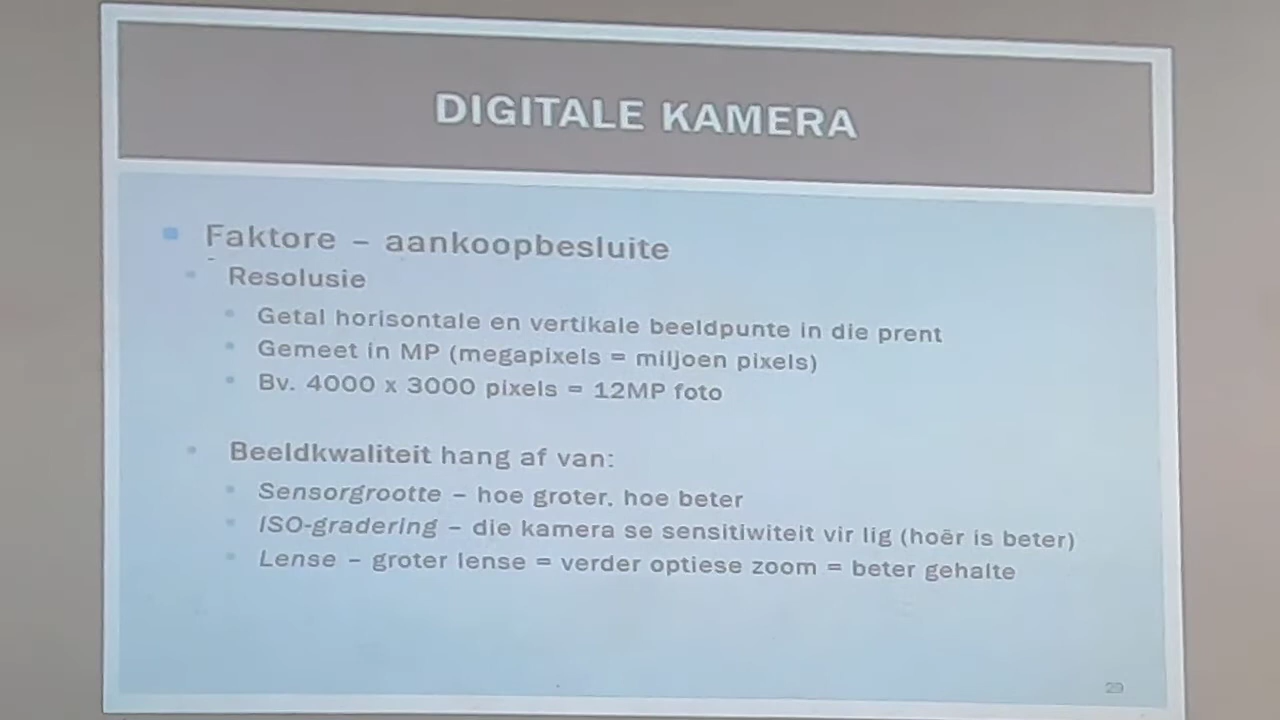 DIGITALE KAMERA
Faktore – aankoopbesluite
Resolusie
Getal horisontale en vertikale beeldpunte in die prent
Gemeet in MP (megapixels = miljoen pixels)
Bv. 4000 x 3000 pixels = 12MP foto
Beeldkwaliteit hang af van:
Sensorgrootte – hoe groter, hoe beter
ISO-gradering – die kamera se sensitiwiteit vir lig (hoër is beter)
Lense – groter lense = verder optiese zoom = beter gehalte
29